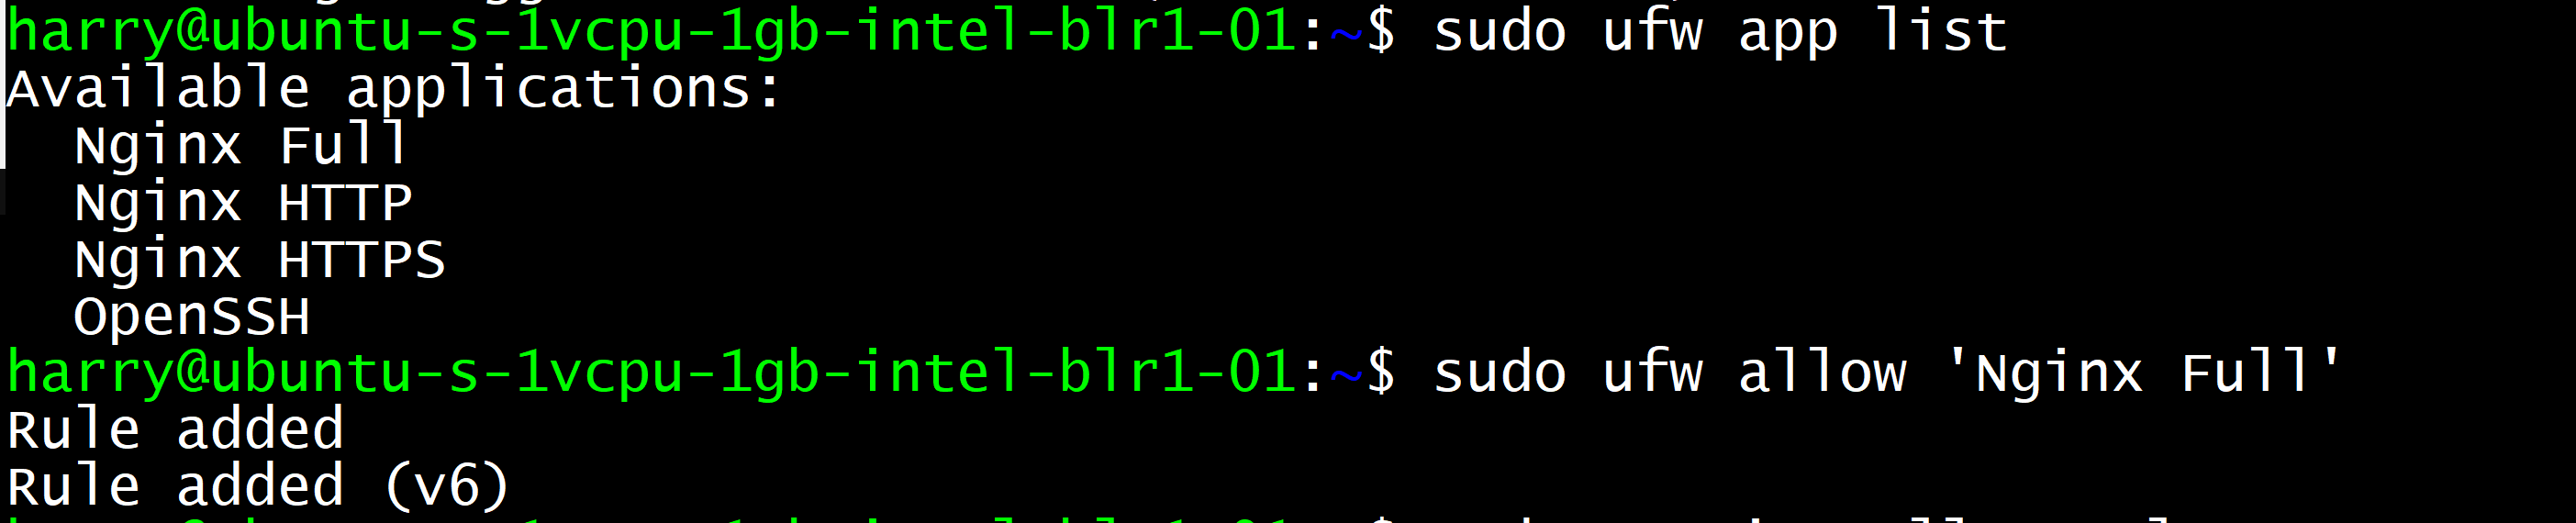 harry@ubuntu-s-1vcpu-1gb-intel-blr1-01:~$ sudo ufw app list
Available applications:
  Nginx Full
  Nginx HTTP
  Nginx HTTPS
  OpenSSH
harry@ubuntu-s-1vcpu-1gb-intel-blr1-01:~$ sudo ufw allow 'Nginx Full'
Rule added
Rule added (v6)